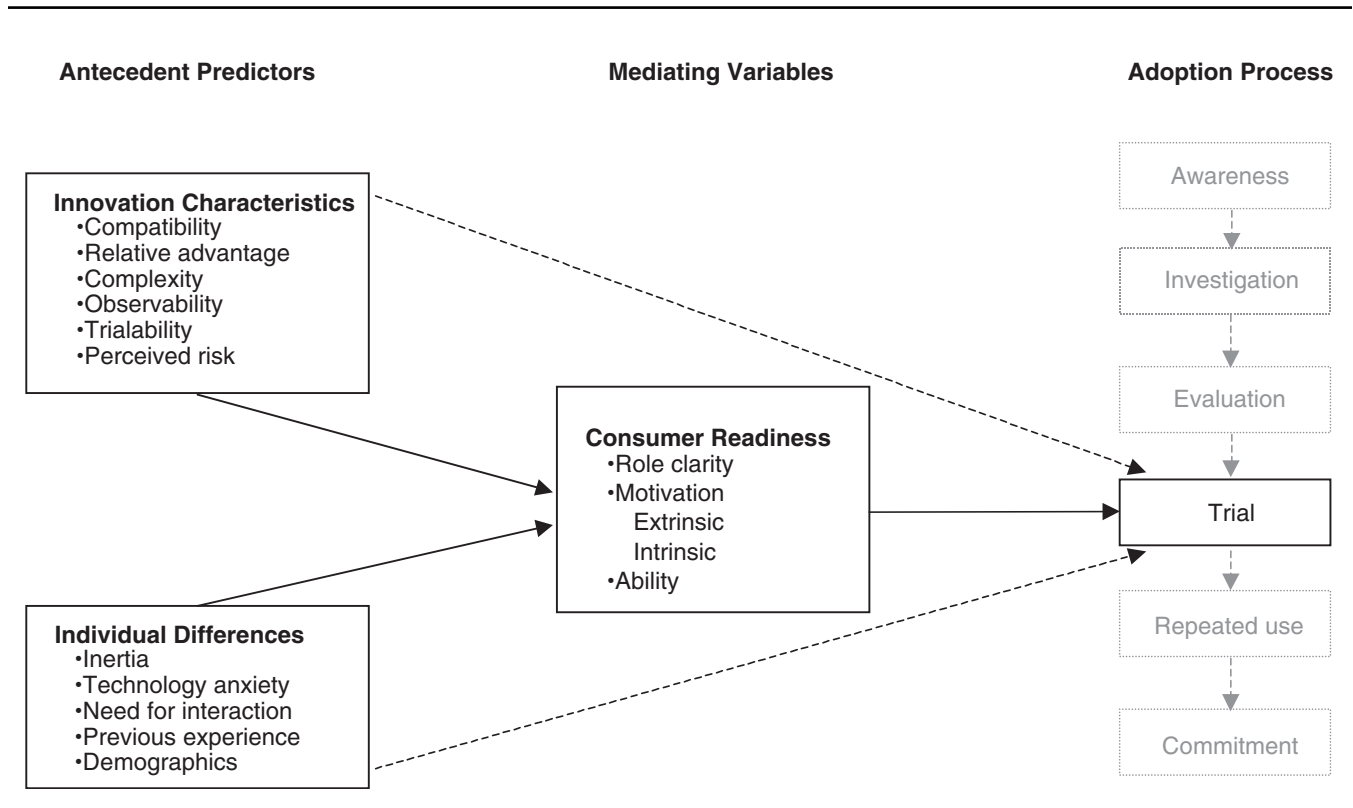 Antecedent Predictors
Mediating Variables
Adoption Process
Innovation Characteristics
•Compatibility
•Relative advantage
•Complexity
•Observability
•Trialability
•Perceived risk
Individual Differences
•Inertia
•Technology anxiety
•Need for interaction
•Previous experience
•Demographics
Consumer Readiness
•Role clarity
•Motivation
Extrinsic
Intrinsic
•Ability
Awareness
Investigation
Evaluation
Trial
Repeated use
Commitment